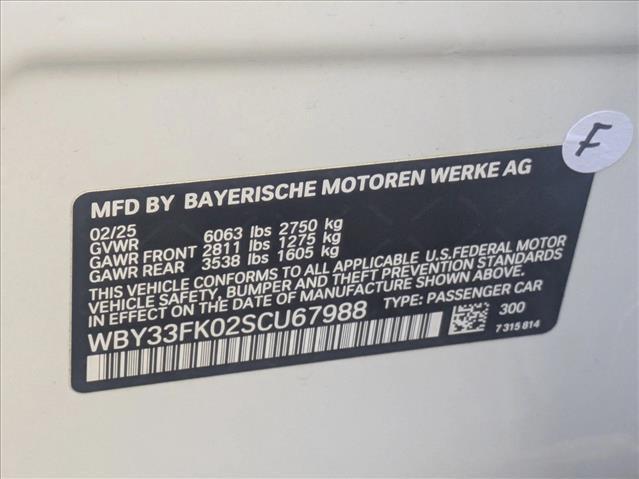 F
MFD BY BAYERISCHE MOTOREN WERKE AG
02/25
GVWR 6063 lbs 2750 kg
GAWR FRONT 2811 lbs 1275 kg
GAWR REAR 3538 lbs 1605 kg
THIS VEHICLE CONFORMS TO ALL APPLICABLE U.S.FEDERAL MOTOR
VEHICLE SAFETY, BUMPER AND THEFT PREVENTION STANDARDS
IN EFFECT ON THE DATE OF MANUFACTURE SHOWN ABOVE.
WBY33FK02SCU67988 TYPE: PASSENGER CAR
300
7 315 814